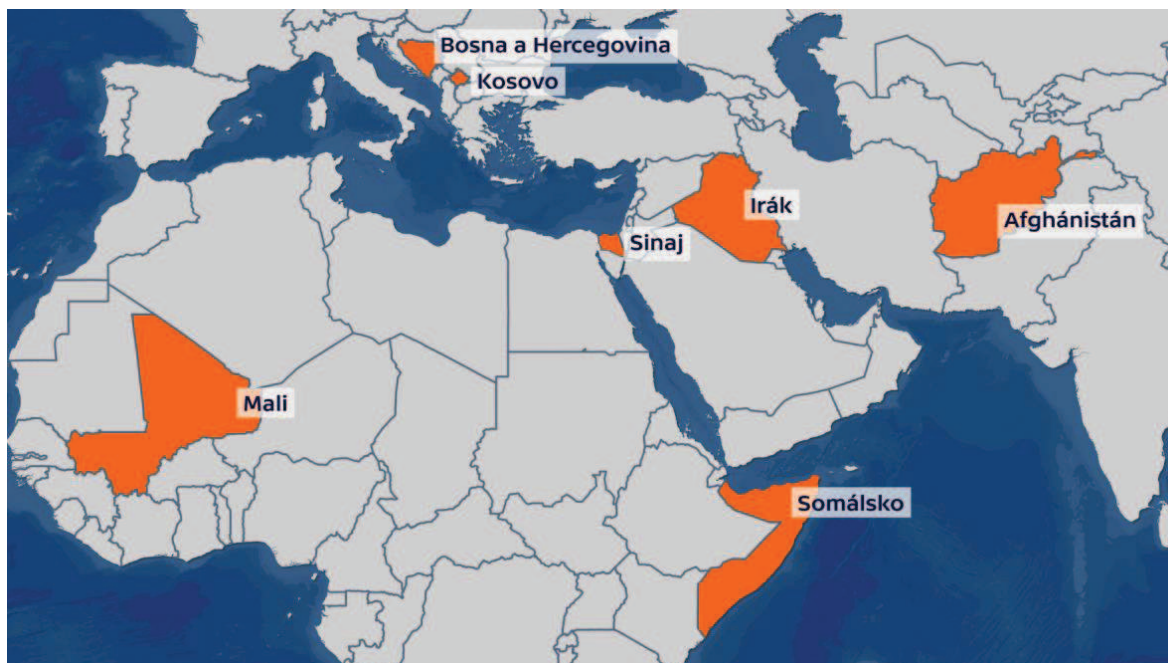 Bosna a Hercegovina
Kosovo
Irák
Afghánistán
Sinaj
Mali
Somálsko